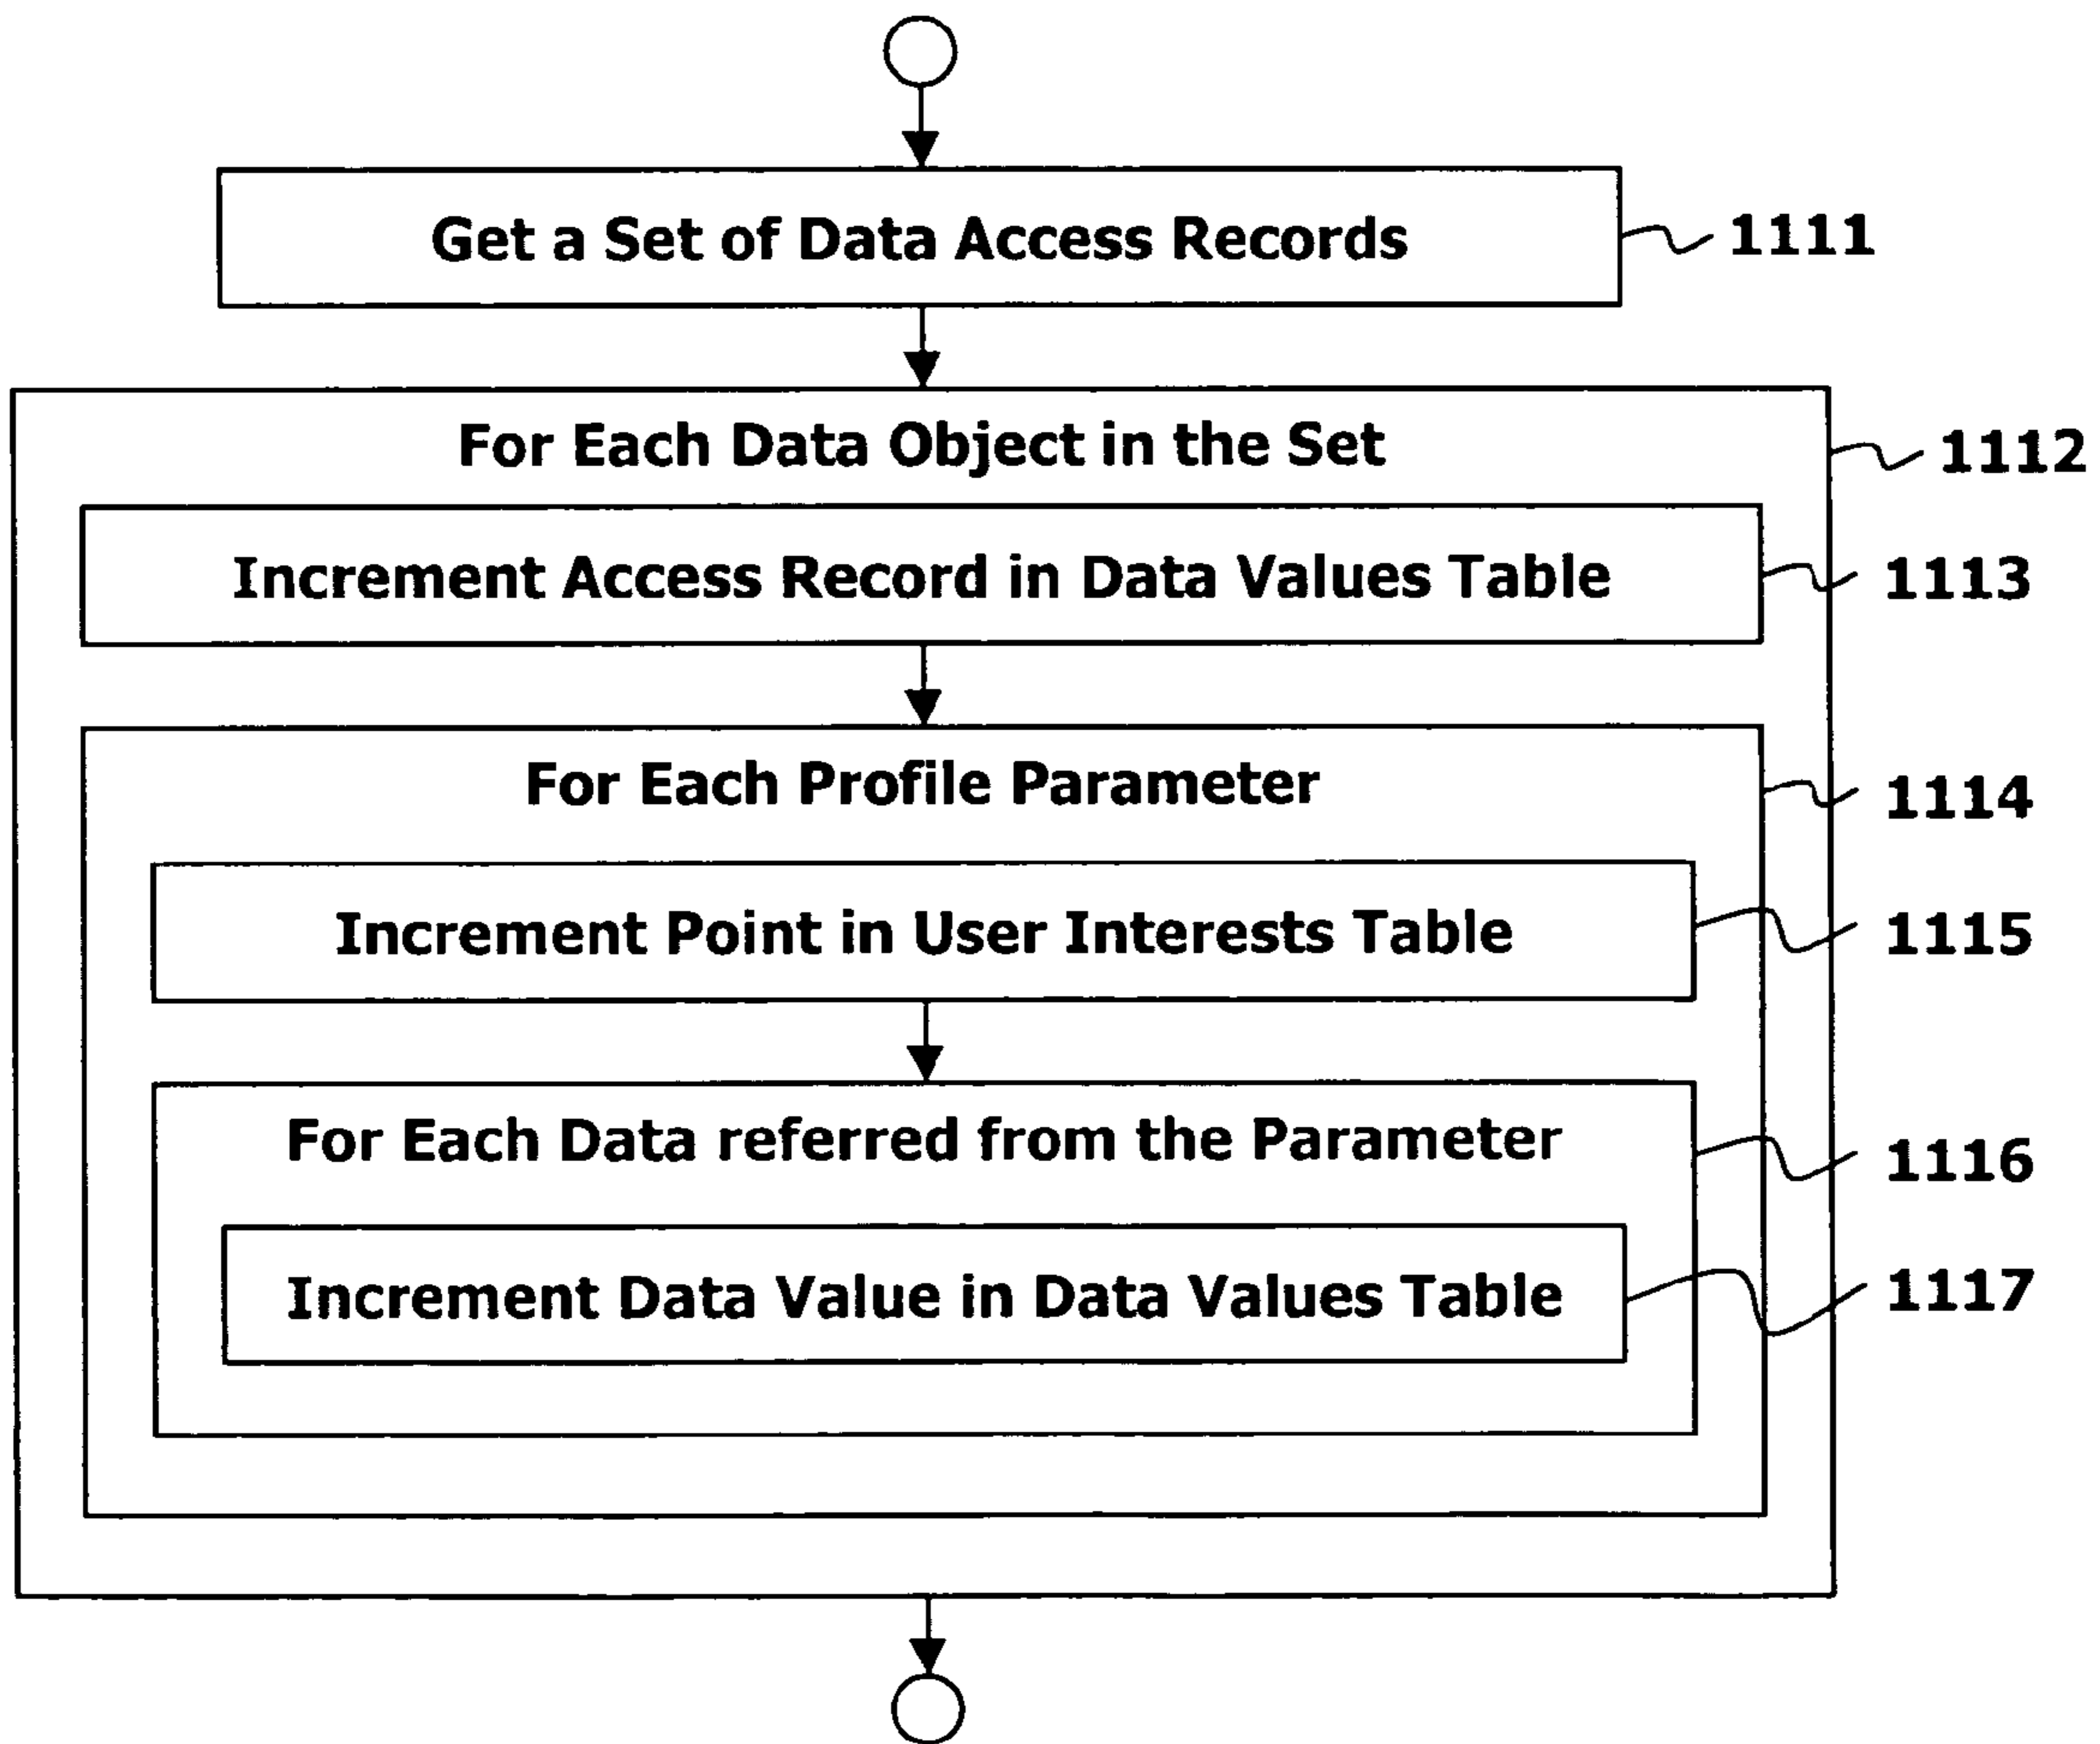 Get a Set of Data Access Records
1111
For Each Data Object in the Set
1112
Increment Access Record in Data Values Table
1113
For Each Profile Parameter
1114
Increment Point in User Interests Table
1115
For Each Data referred from the Parameter
1116
Increment Data Value in Data Values Table
1117